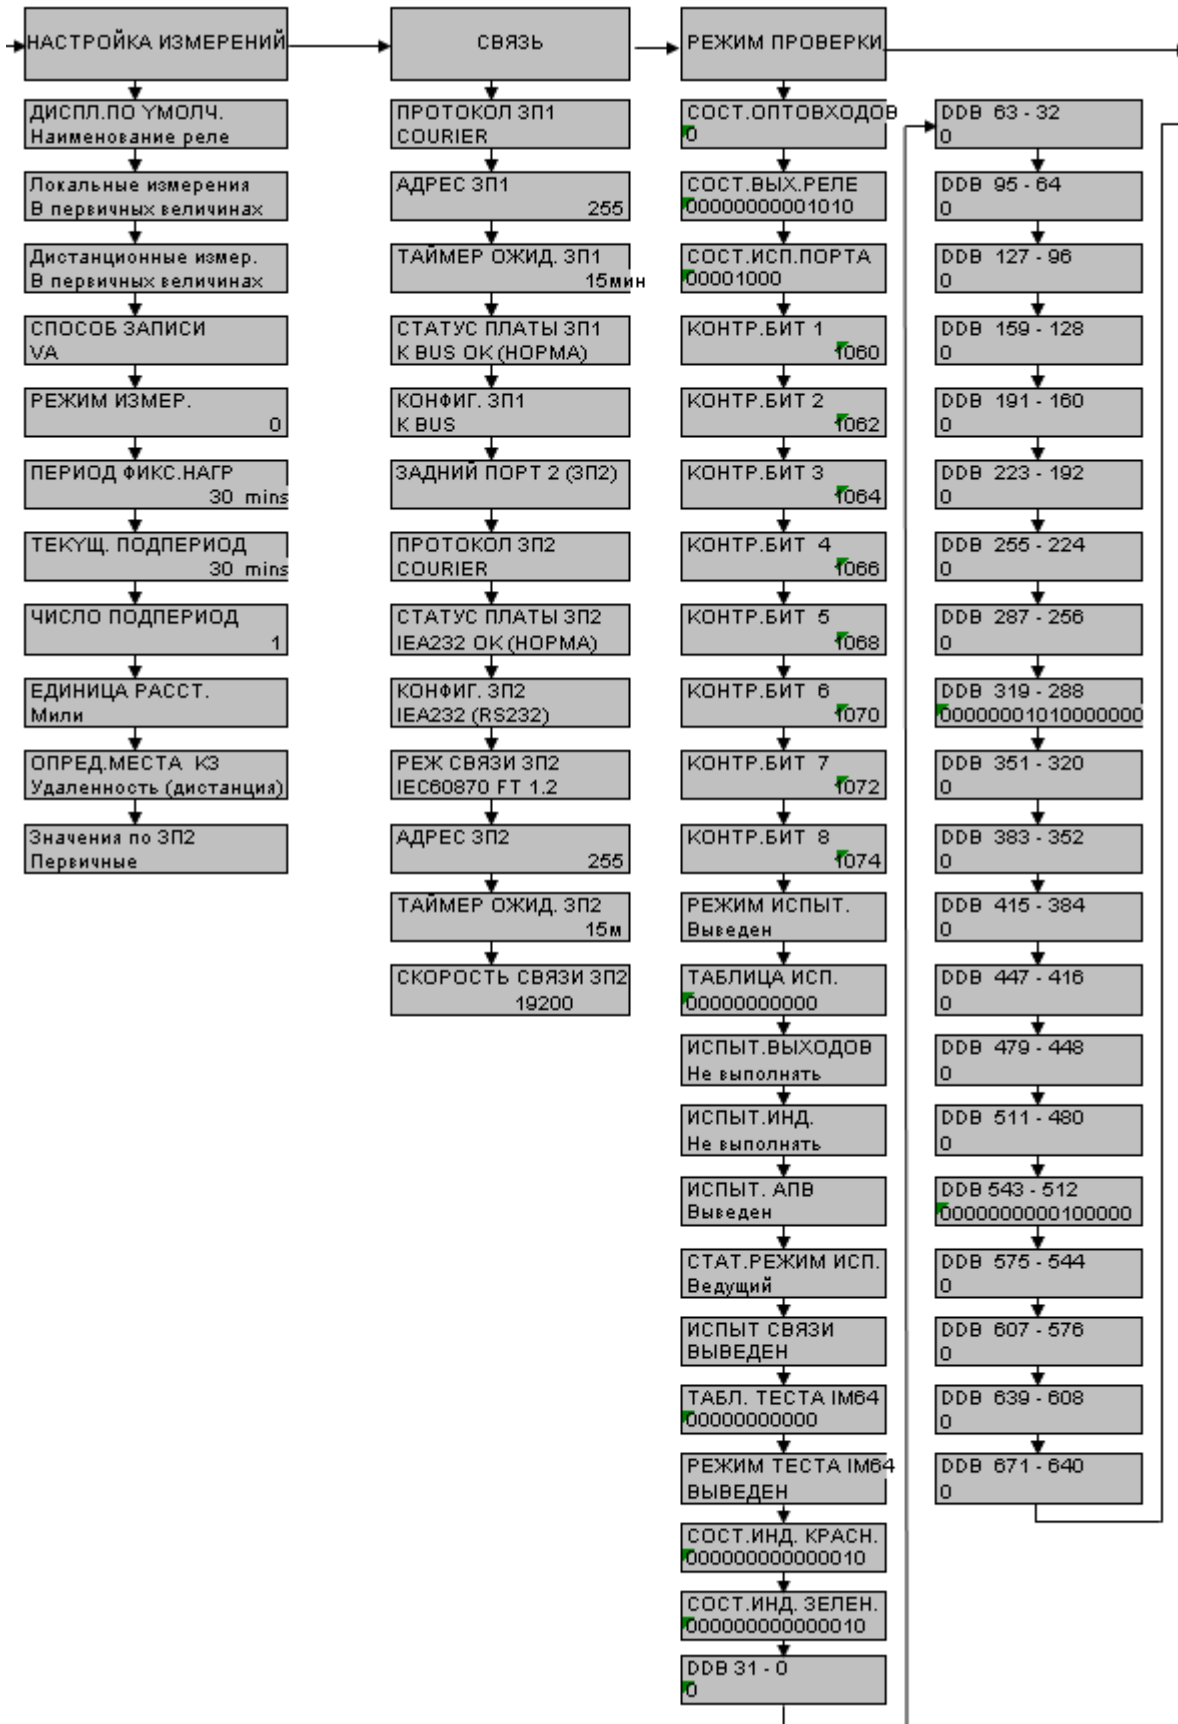 НАСТРОЙКА ИЗМЕРЕНИЙ
ДИСПЛ.ПО УМОЛЧ.
Наименование реле
Локальные измерения
В первичных величинах
Дистанционные измер.
В первичных величинах
СПОСОБ ЗАПИСИ
VA
РЕЖИМ ИЗМЕР.
0
ПЕРИОД ФИКС.НАГР
30 mins
ТЕКУЩ. ПОДПЕРИОД
30 mins
ЧИСЛО ПОДПЕРИОД
1
ЕДИНИЦА РАССТ.
Мили
ОПРЕД.МЕСТА КЗ
Удаленность (дистанция)
Значения по ЗП2
Первичные
СВЯЗЬ
ПРОТОКОЛ ЗП1
COURIER
АДРЕС ЗП1
255
ТАЙМЕР ОЖИД. ЗП1
15мин
СТАТУС ПЛАТЫ ЗП1
K BUS OK (НОРМА)
КОНФИГ. ЗП1
K BUS
ЗАДНИЙ ПОРТ 2 (ЗП2)
ПРОТОКОЛ ЗП2
COURIER
СТАТУС ПЛАТЫ ЗП2
IEA232 OK (НОРМА)
КОНФИГ. ЗП2
IEA232 (RS232)
РЕЖ СВЯЗИ ЗП2
IEC60870 FT 1.2
АДРЕС ЗП2
255
ТАЙМЕР ОЖИД. ЗП2
15м
СКОРОСТЬ СВЯЗИ ЗП2
19200
РЕЖИМ ПРОВЕРКИ
СОСТ.ОПТОВХОДОВ
0
СОСТ.ВЫХ.РЕЛЕ
00000000001010
СОСТ.ИСП.ПОРТА
00001000
КОНТР.БИТ 1
1060
КОНТР.БИТ 2
1062
КОНТР.БИТ 3
1064
КОНТР.БИТ 4
1066
КОНТР.БИТ 5
1068
КОНТР.БИТ 6
1070
КОНТР.БИТ 7
1072
КОНТР.БИТ 8
1074
РЕЖИМ ИСПЫТ.
Выведен
ТАБЛИЦА ИСП.
00000000000
ИСПЫТ.ВЫХОДОВ
Не выполнять
ИСПЫТ.ИНД.
Не выполнять
ИСПЫТ. АПВ
Выведен
СТАТ.РЕЖИМ ИСП.
Ведущий
ИСПЫТ СВЯЗИ
ВЫВЕДЕН
ТАБЛ. ТЕСТА IM64
00000000000
РЕЖИМ ТЕСТА IM64
ВЫВЕДЕН
СОСТ.ИНД. КРАСН.
000000000000010
СОСТ.ИНД. ЗЕЛЕН.
000000000000010
DDB 31 - 0
0
DDB 63 - 32
0
DDB 95 - 64
0
DDB 127 - 96
0
DDB 159 - 128
0
DDB 191 - 160
0
DDB 223 - 192
0
DDB 255 - 224
0
DDB 287 - 256
0
DDB 319 - 288
0000000101000000
DDB 351 - 320
0
DDB 383 - 352
0
DDB 415 - 384
0
DDB 447 - 416
0
DDB 479 - 448
0
DDB 511 - 480
0
DDB 543 - 512
0000000000100000
DDB 575 - 544
0
DDB 607 - 576
0
DDB 639 - 608
0
DDB 671 - 640
0